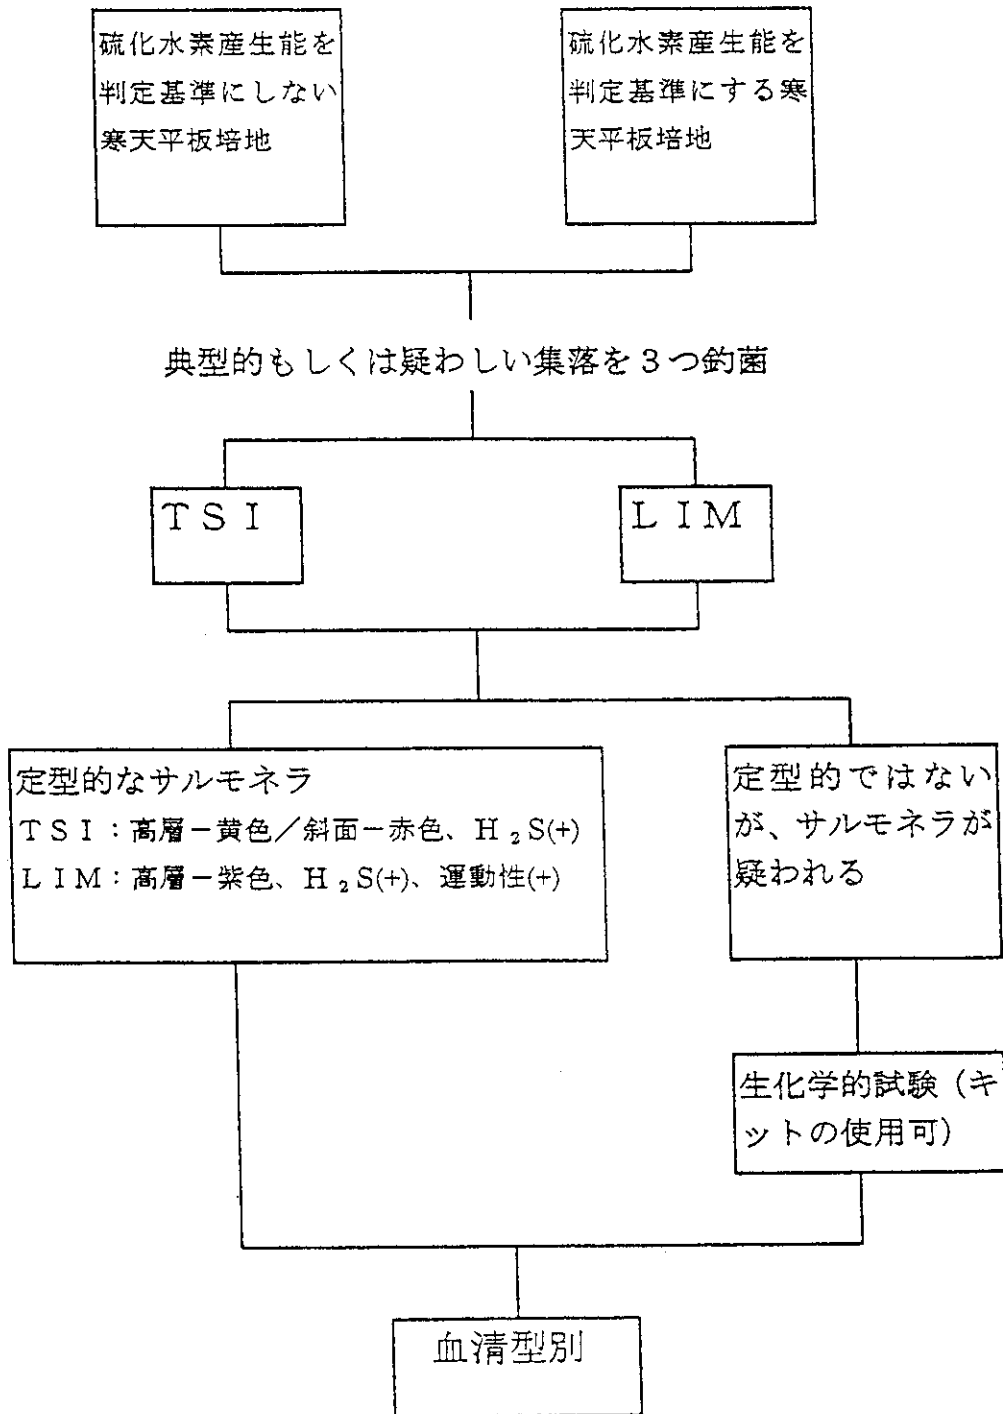 硫化水素産生能を
判定基準にしない
寒天平板培地
硫化水素産生能を
判定基準にする寒
天平板培地
典型的もしくは疑わしい集落を３つ釣菌
ＴＳＩ
ＬＩＭ
定型的なサルモネラ
ＴＳＩ：高層－黄色／斜面－赤色、Ｈ₂Ｓ(+)
ＬＩＭ：高層－紫色、Ｈ₂Ｓ(+)、運動性(+)
定型的ではない
が、サルモネラが
疑われる
生化学的試験（キ
ットの使用可）
血清型別